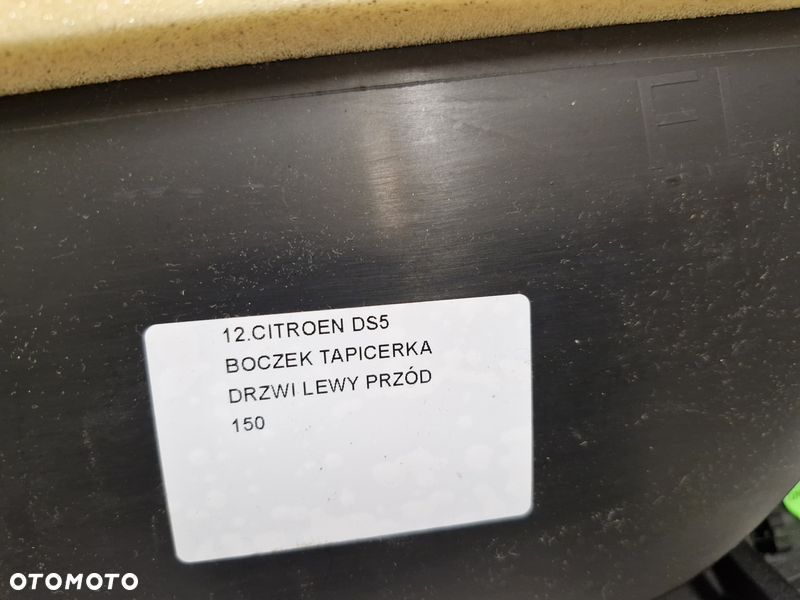 12.CITROEN DS5
BOCZEK TAPICERKA
DRZWI LEWY PRZÓD
150
OTOMOTO